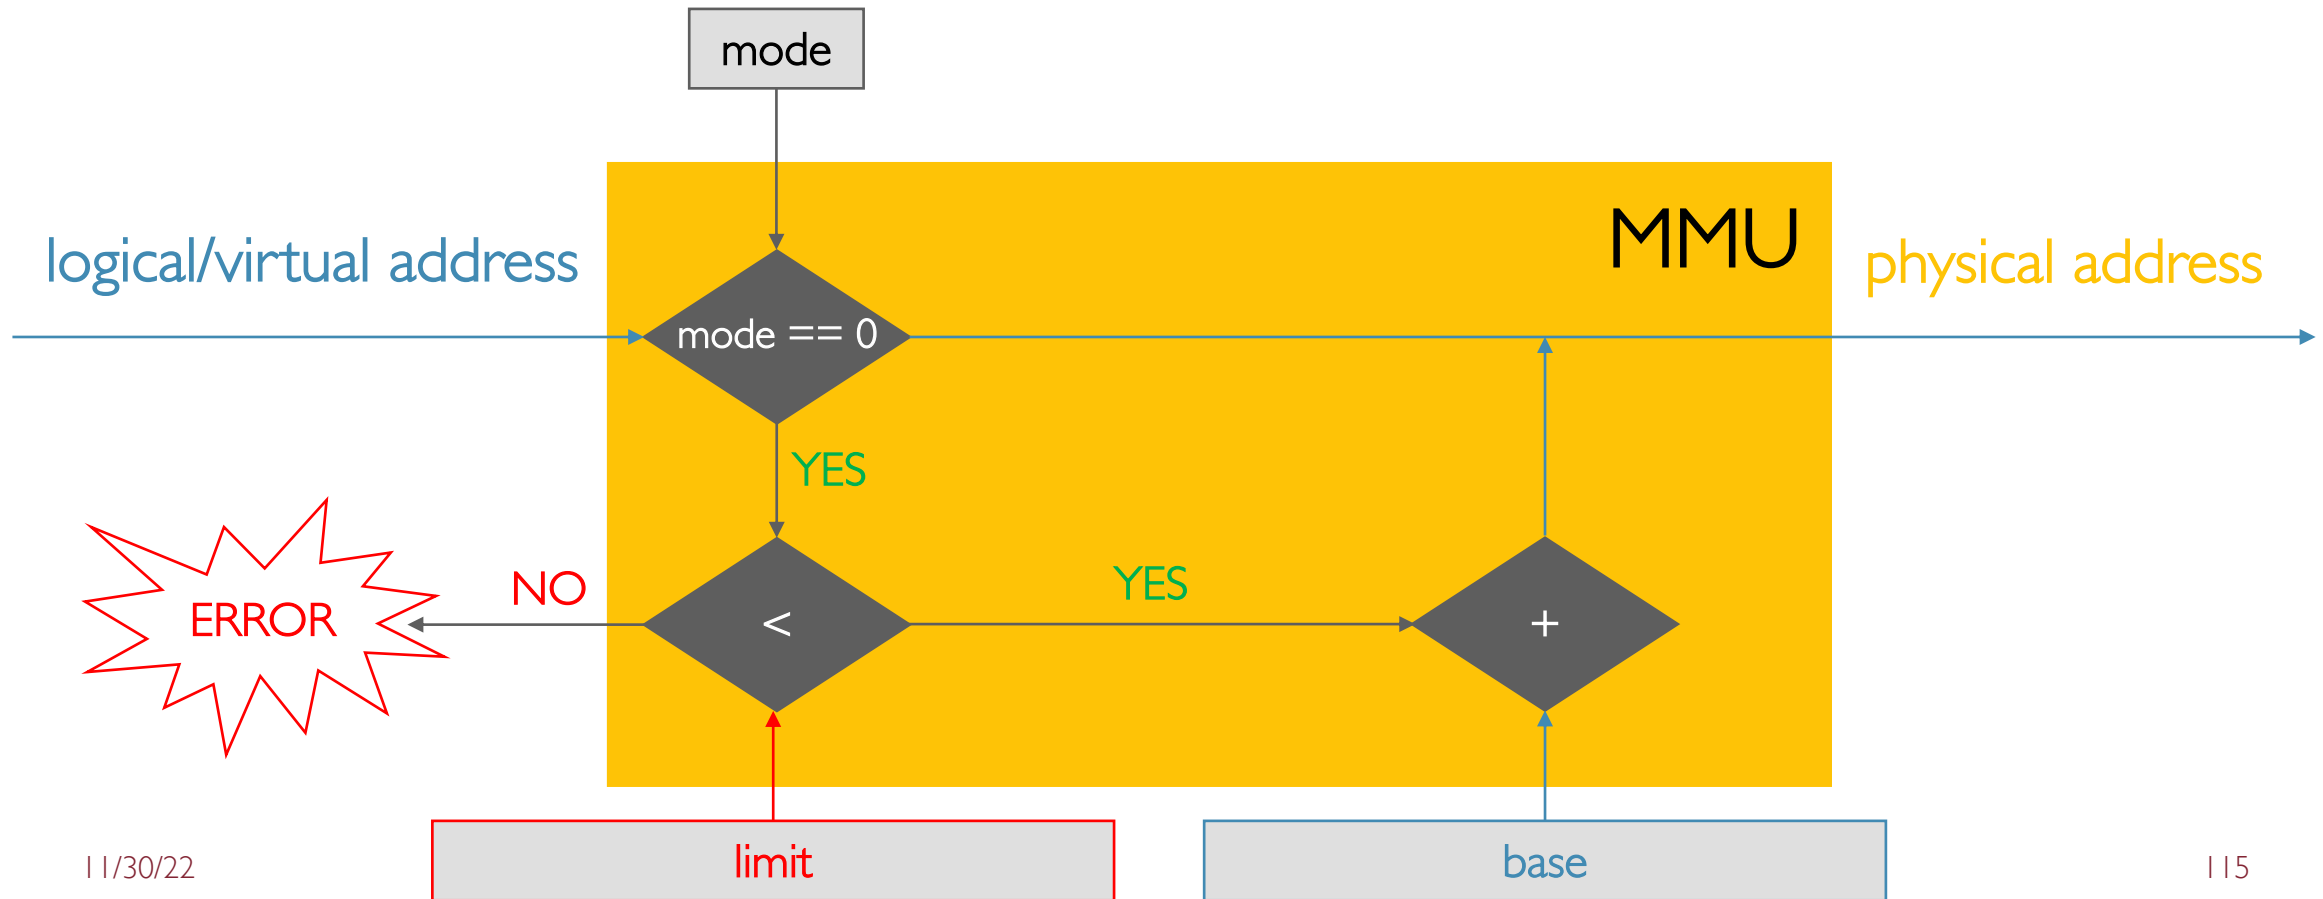 mode
MMU
logical/virtual address
physical address
mode == 0
YES
NO
YES
ERROR
<
+
limit
base
11/30/22
115